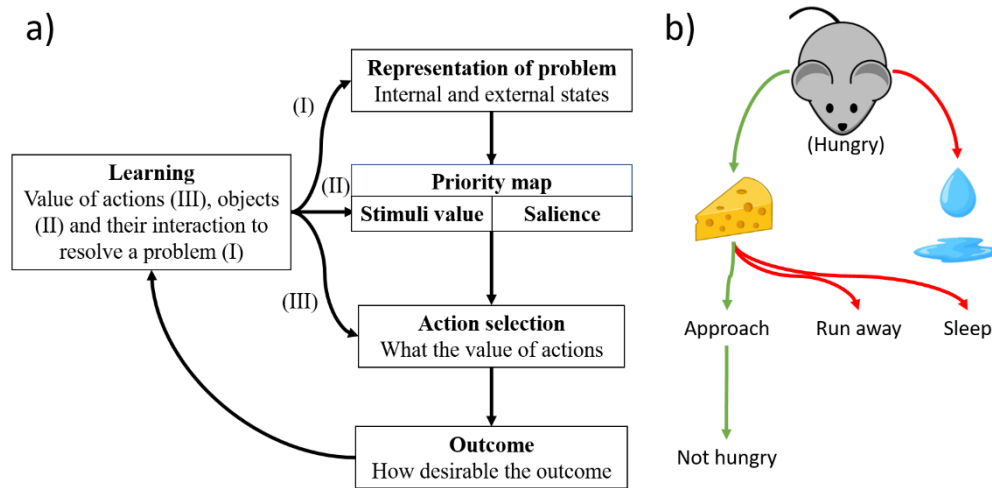 a)
Representation of problem
Internal and external states
(I)
Learning
Value of actions (III), objects
(II) and their interaction to
resolve a problem (I)
(II)
Priority map
Stimuli value
Salience
(III)
Action selection
What the value of actions
Outcome
How desirable the outcome
b)
(Hungry)
Approach
Run away
Sleep
Not hungry